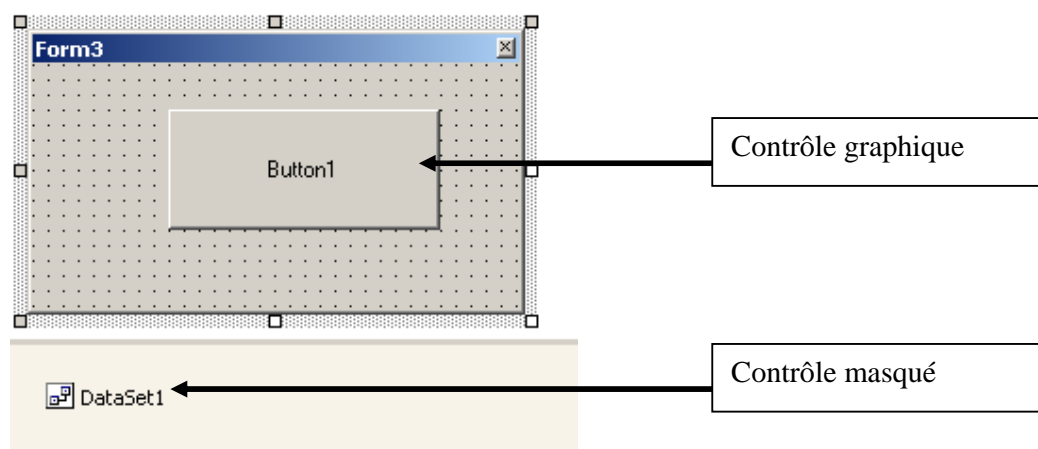 Form3
Contrôle graphique
Button1
Contrôle masqué
DataSet1